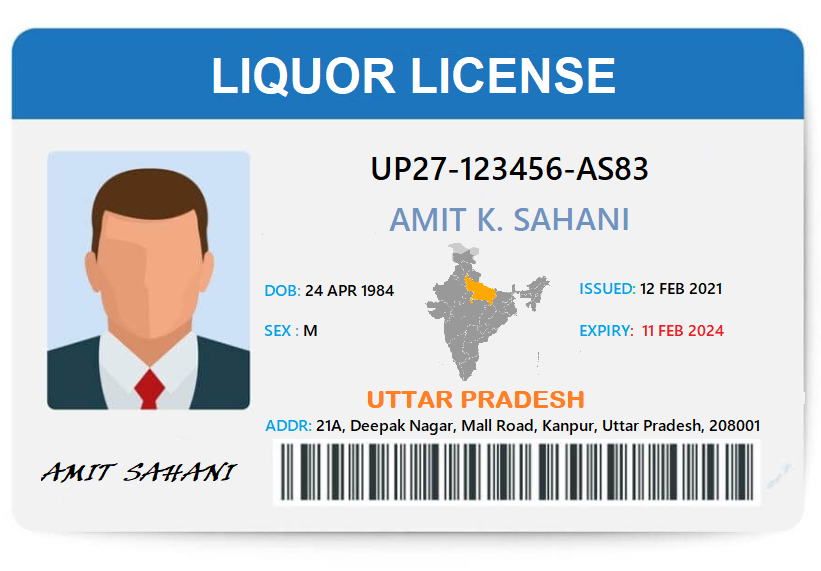 LIQUOR LICENSE
UP27-123456-AS83
AMIT K. SAHANI
DOB: 24 APR 1984
ISSUED: 12 FEB 2021
SEX : M
EXPIRY: 11 FEB 2024
UTTAR PRADESH
ADDR: 21A, Deepak Nagar, Mall Road, Kanpur, Uttar Pradesh, 208001
AMIT SAHANI